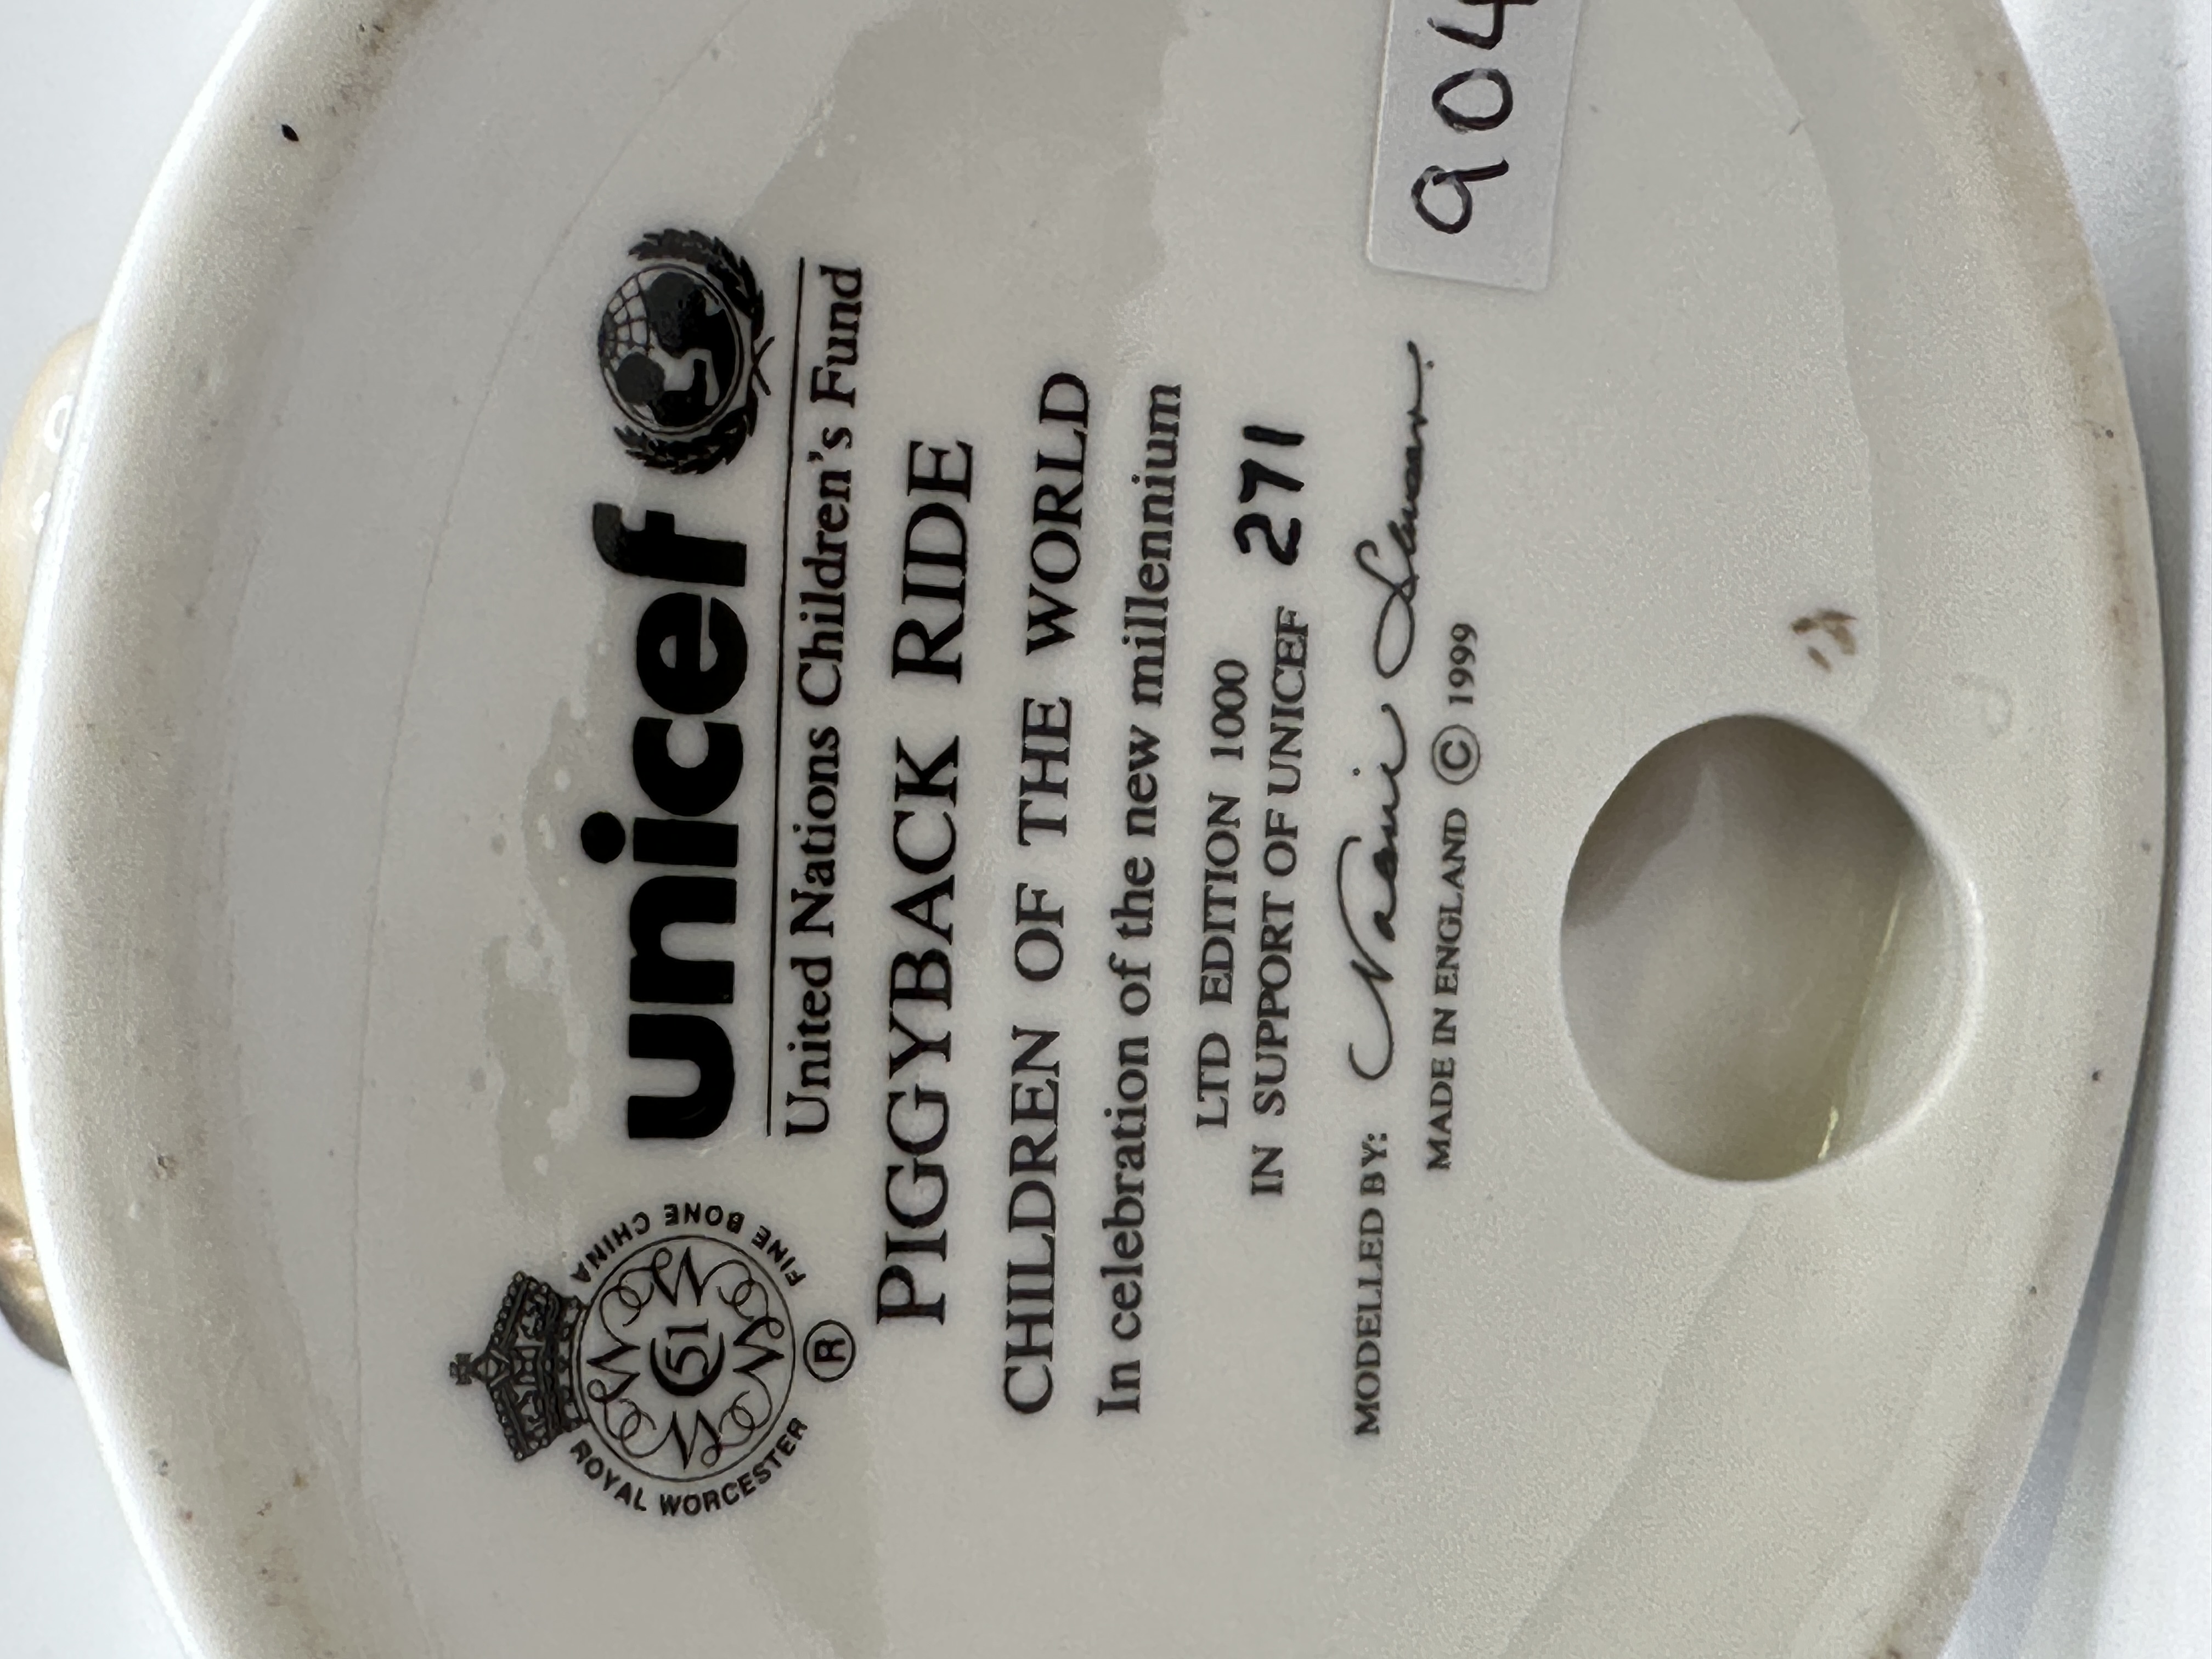 unicef
United Nations Children's Fund
ROYAL WORCESTER
FINE BONE CHINA
51
®
PIGGYBACK RIDE
CHILDREN OF THE WORLD
In celebration of the new millennium
LTD EDITION 1000
IN SUPPORT OF UNICEF 271
MODELLED BY:
MADE IN ENGLAND © 1999
904